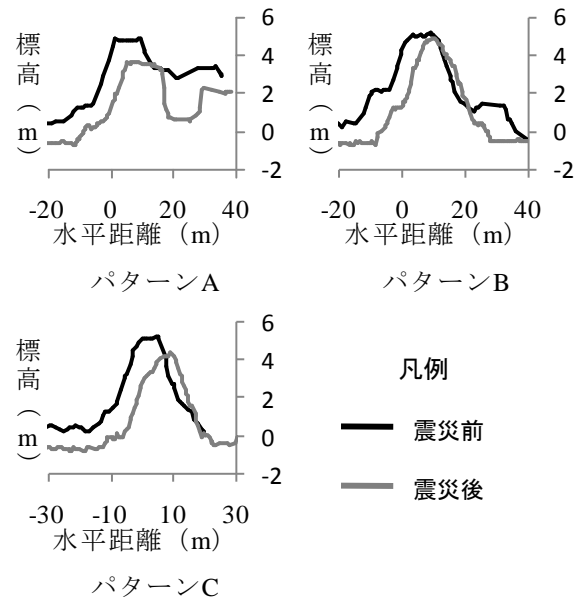 標高（m）
6
4
2
0
-2
-20 0 20 40
水平距離（m）
パターンA
標高（m）
6
4
2
0
-2
-20 0 20 40
水平距離（m）
パターンB
標高（m）
6
4
2
0
-2
-30 -10 10 30
水平距離（m）
パターンC
凡例
震災前
震災後